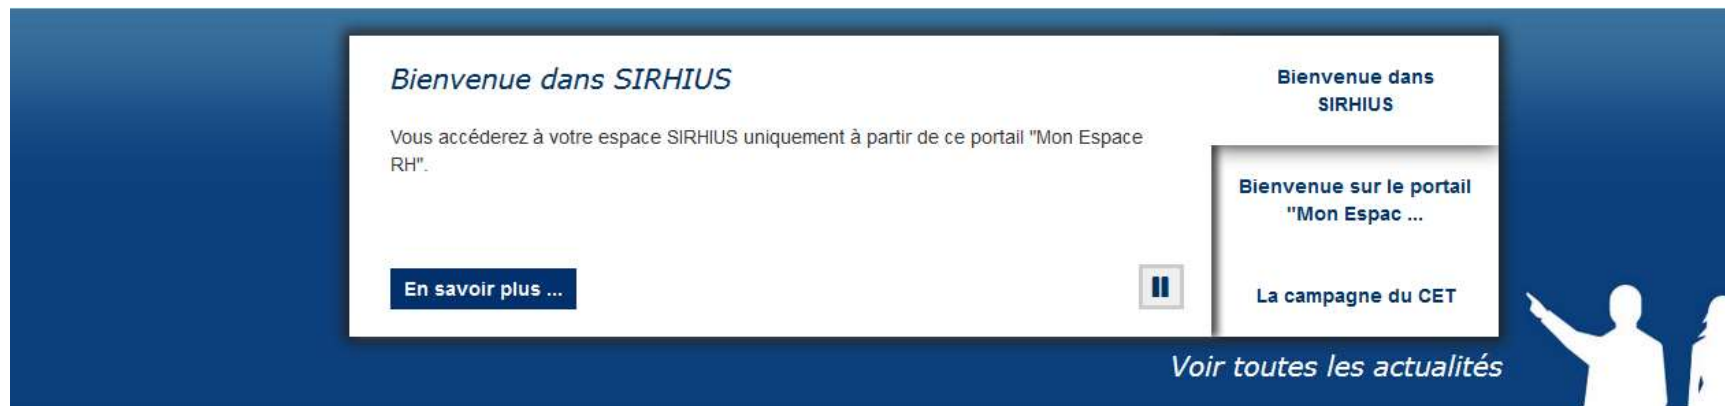 Bienvenue dans SIRHIUS
Vous accéderez à votre espace SIRHIUS uniquement à partir de ce portail "Mon Espace
RH".
En savoir plus ...
Bienvenue dans
SIRHIUS
Bienvenue sur le portail
"Mon Espac ...
La campagne du CET
Voir toutes les actualités